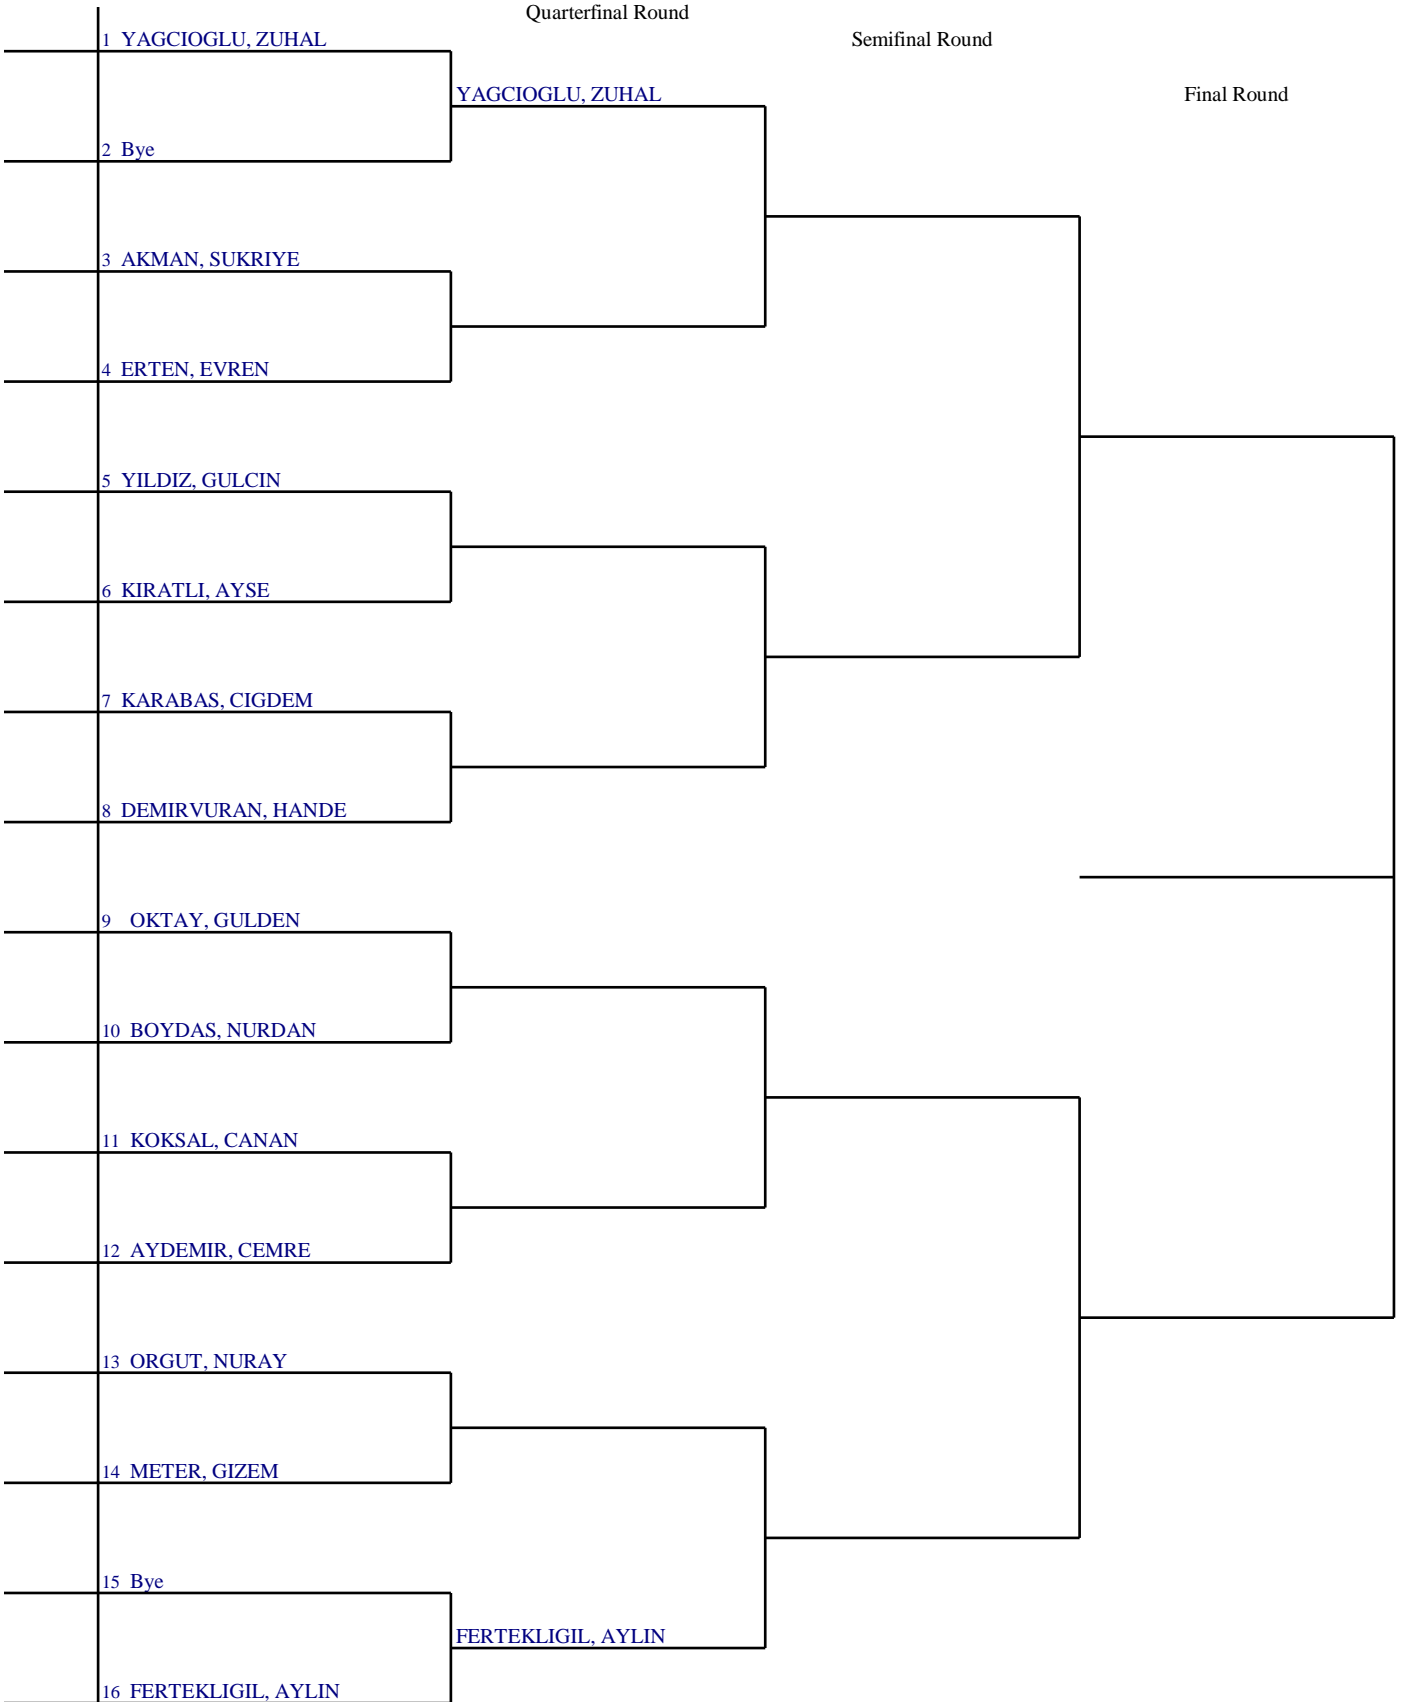 Quarterfinal Round
1 YAGCIOGLU, ZUHAL
Semifinal Round
YAGCIOGLU, ZUHAL
Final Round
2 Bye
3 AKMAN, SUKRIYE
4 ERTEN, EVREN
5 YILDIZ, GULCIN
6 KIRATLI, AYSE
7 KARABAS, CIGDEM
8 DEMIRVURAN, HANDE
9 OKTAY, GULDEN
10 BOYDAS, NURDAN
11 KOKSAL, CANAN
12 AYDEMIR, CEMRE
13 ORGUT, NURAY
14 METER, GIZEM
15 Bye
FERTEKLIGIL, AYLIN
16 FERTEKLIGIL, AYLIN